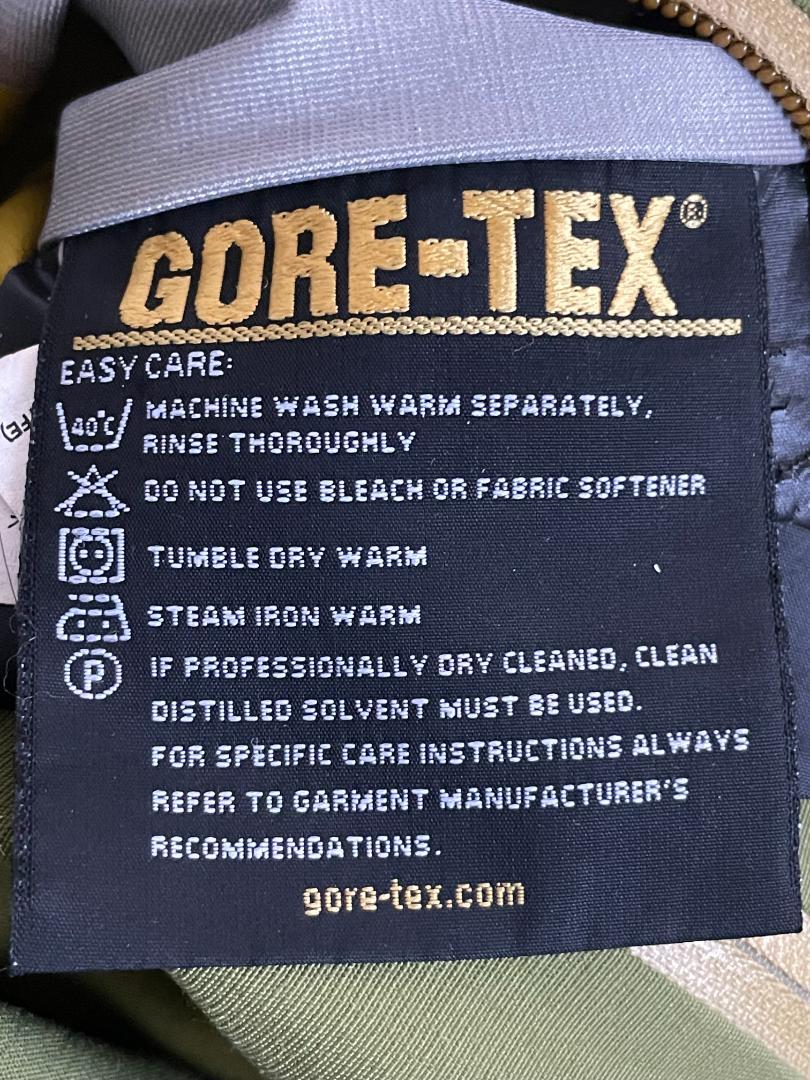 GORE-TEX®
EASY CARE:
40°C MACHINE WASH WARM SEPARATELY,
RINSE THOROUGHLY
DO NOT USE BLEACH OR FABRIC SOFTENER
TUMBLE DRY WARM
STEAM IRON WARM
P IF PROFESSIONALLY DRY CLEANED, CLEAN
DISTILLED SOLVENT MUST BE USED.
FOR SPECIFIC CARE INSTRUCTIONS ALWAYS
REFER TO GARMENT MANUFACTURER'S
RECOMMENDATIONS.
gore-tex.com